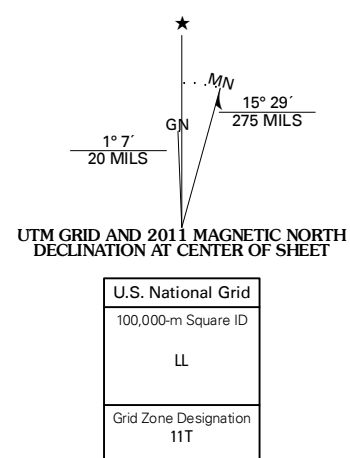 ★
MN
15° 29´
275 MILS
GN
1° 7´
20 MILS
UTM GRID AND 2011 MAGNETIC NORTH
DECLINATION AT CENTER OF SHEET
U.S. National Grid
100,000-m Square ID
LL
Grid Zone Designation
11T